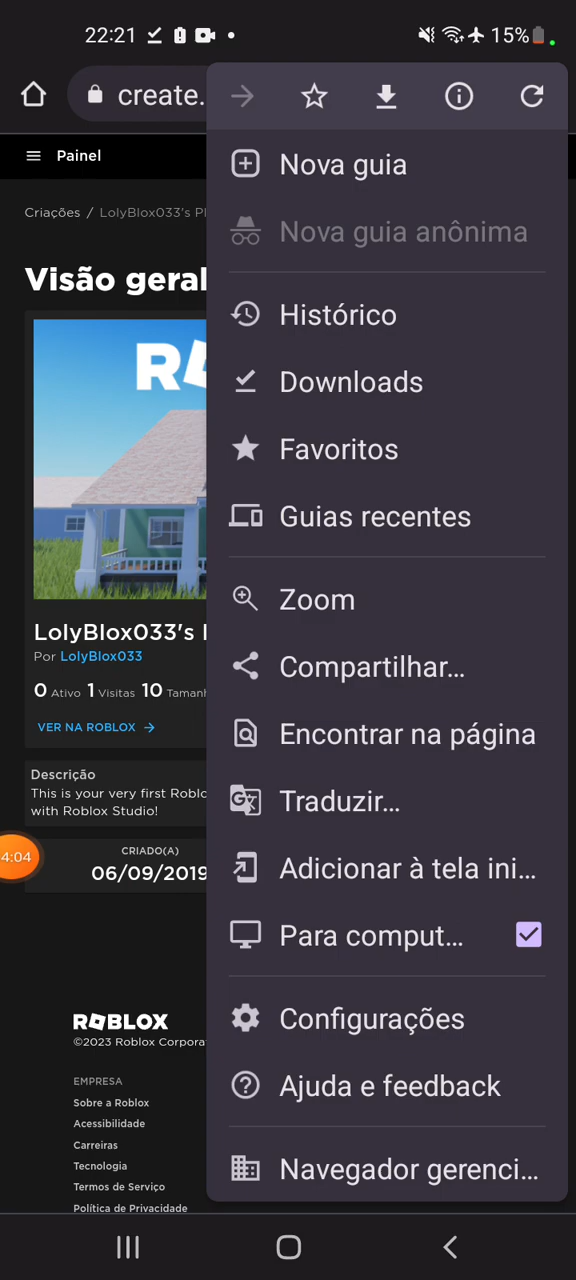 22:21
15%
create.
Painel
Nova guia
Criações / LolyBlox033's Pl
Nova guia anônima
Visão geral
Histórico
Downloads
Favoritos
Guias recentes
Zoom
LolyBlox033's
Por LolyBlox033
Compartilhar...
0 Ativo 1 Visitas 10 Tamanh
VER NA ROBLOX →
Encontrar na página
Descrição
This is your very first Roblo
with Roblox Studio!
Traduzir...
4:04
CRIADO(A)
06/09/2019
Adicionar à tela ini...
Para comput...
ROBLOX
©2023 Roblox Corporat
Configurações
EMPRESA
Sobre a Roblox
Acessibilidade
Carreiras
Tecnologia
Termos de Serviço
Política de Privacidade
Ajuda e feedback
Navegador gerenci...